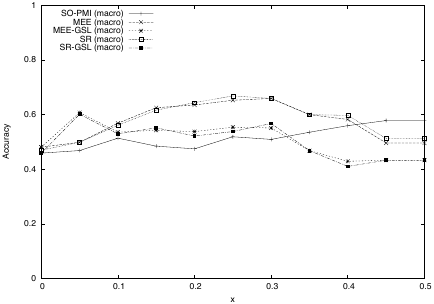 SO-PMI (macro)
MEE (macro)
MEE-GSL (macro)
SR (macro)
SR-GSL (macro)
1
0.8
0.6
0.4
0.2
0
Accuracy
0 0.1 0.2 0.3 0.4 0.5
x